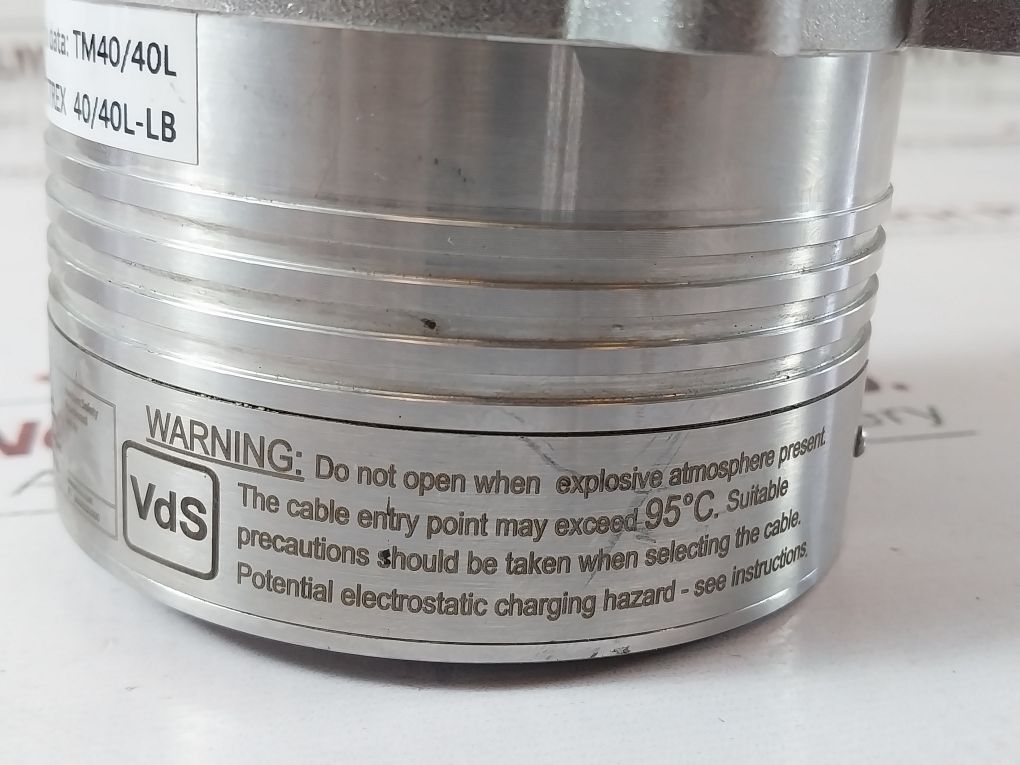 data: TM40/40L
40/40L-LB
WARNING: Do not open when explosive atmosphere present.
The cable entry point may exceed 95°C. Suitable
precautions should be taken when selecting the cable.
Potential electrostatic charging hazard - see instructions.
VdS